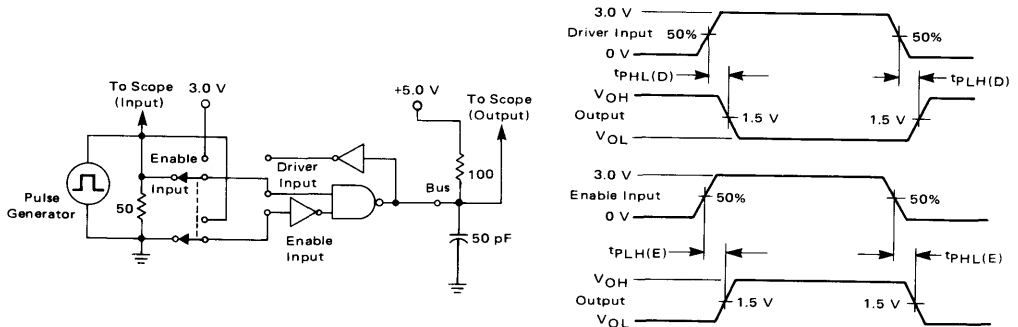 To Scope
(Input)
3.0 V
Enable
Input
Pulse
Generator
50
Driver
Input
Enable
Input
+5.0 V
To Scope
(Output)
100
Bus
50 pF
3.0 V
Driver Input
0 V
50%
50%
tPHL(D)
tPLH(D)
VOH
Output
VOL
1.5 V
1.5 V
3.0 V
Enable Input
0 V
50%
50%
tPLH(E)
tPHL(E)
VOH
Output
VOL
1.5 V
1.5 V